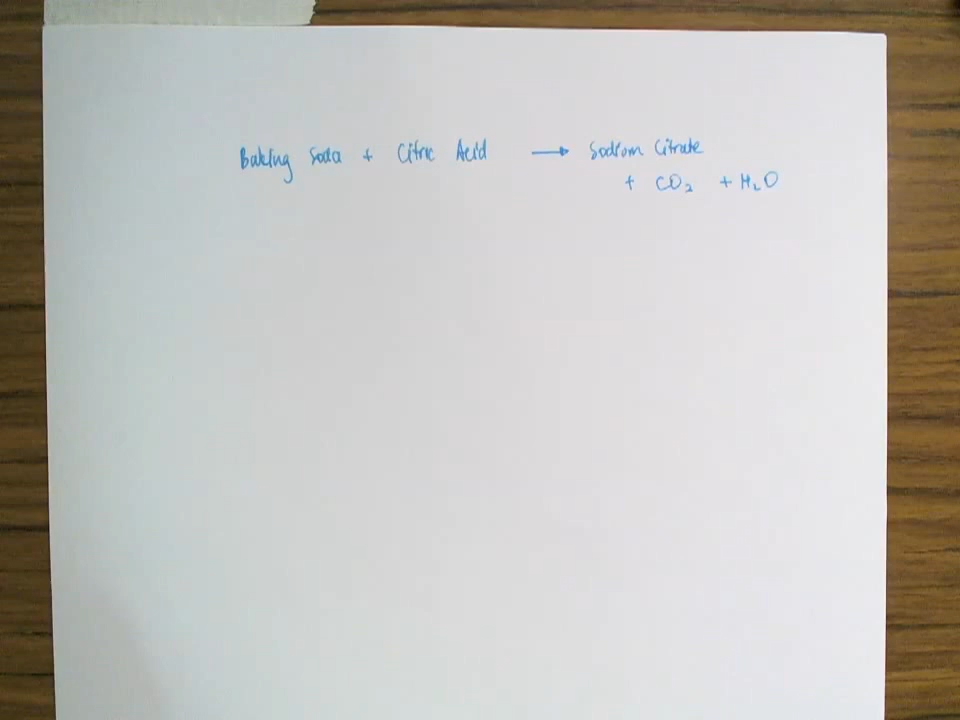 Baking Soda + Citric Acid → Sodium Citrate
+ CO₂ + H₂O